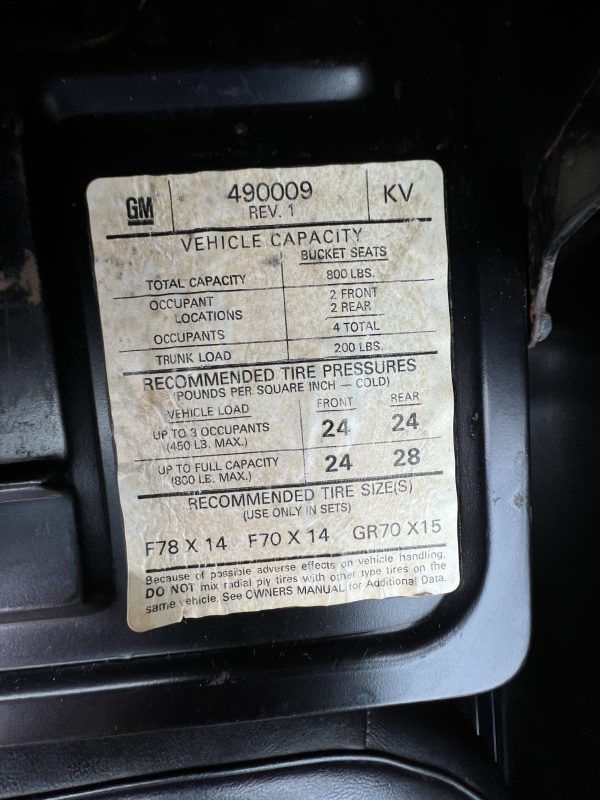 GM 490009 KV
REV. 1
VEHICLE CAPACITY
BUCKET SEATS
TOTAL CAPACITY 800 LBS.
OCCUPANT 2 FRONT
LOCATIONS 2 REAR
OCCUPANTS 4 TOTAL
TRUNK LOAD 200 LBS.
RECOMMENDED TIRE PRESSURES
(POUNDS PER SQUARE INCH — COLD)
VEHICLE LOAD FRONT REAR
UP TO 3 OCCUPANTS 24 24
(450 LB. MAX.)
UP TO FULL CAPACITY 24 28
(800 LB. MAX.)
RECOMMENDED TIRE SIZE(S)
(USE ONLY IN SETS)
F78 X 14 F70 X 14 GR70 X15
Because of possible adverse effects on vehicle handling,
DO NOT mix radial ply tires with other type tires on the
same vehicle. See OWNERS MANUAL for Additional Data.